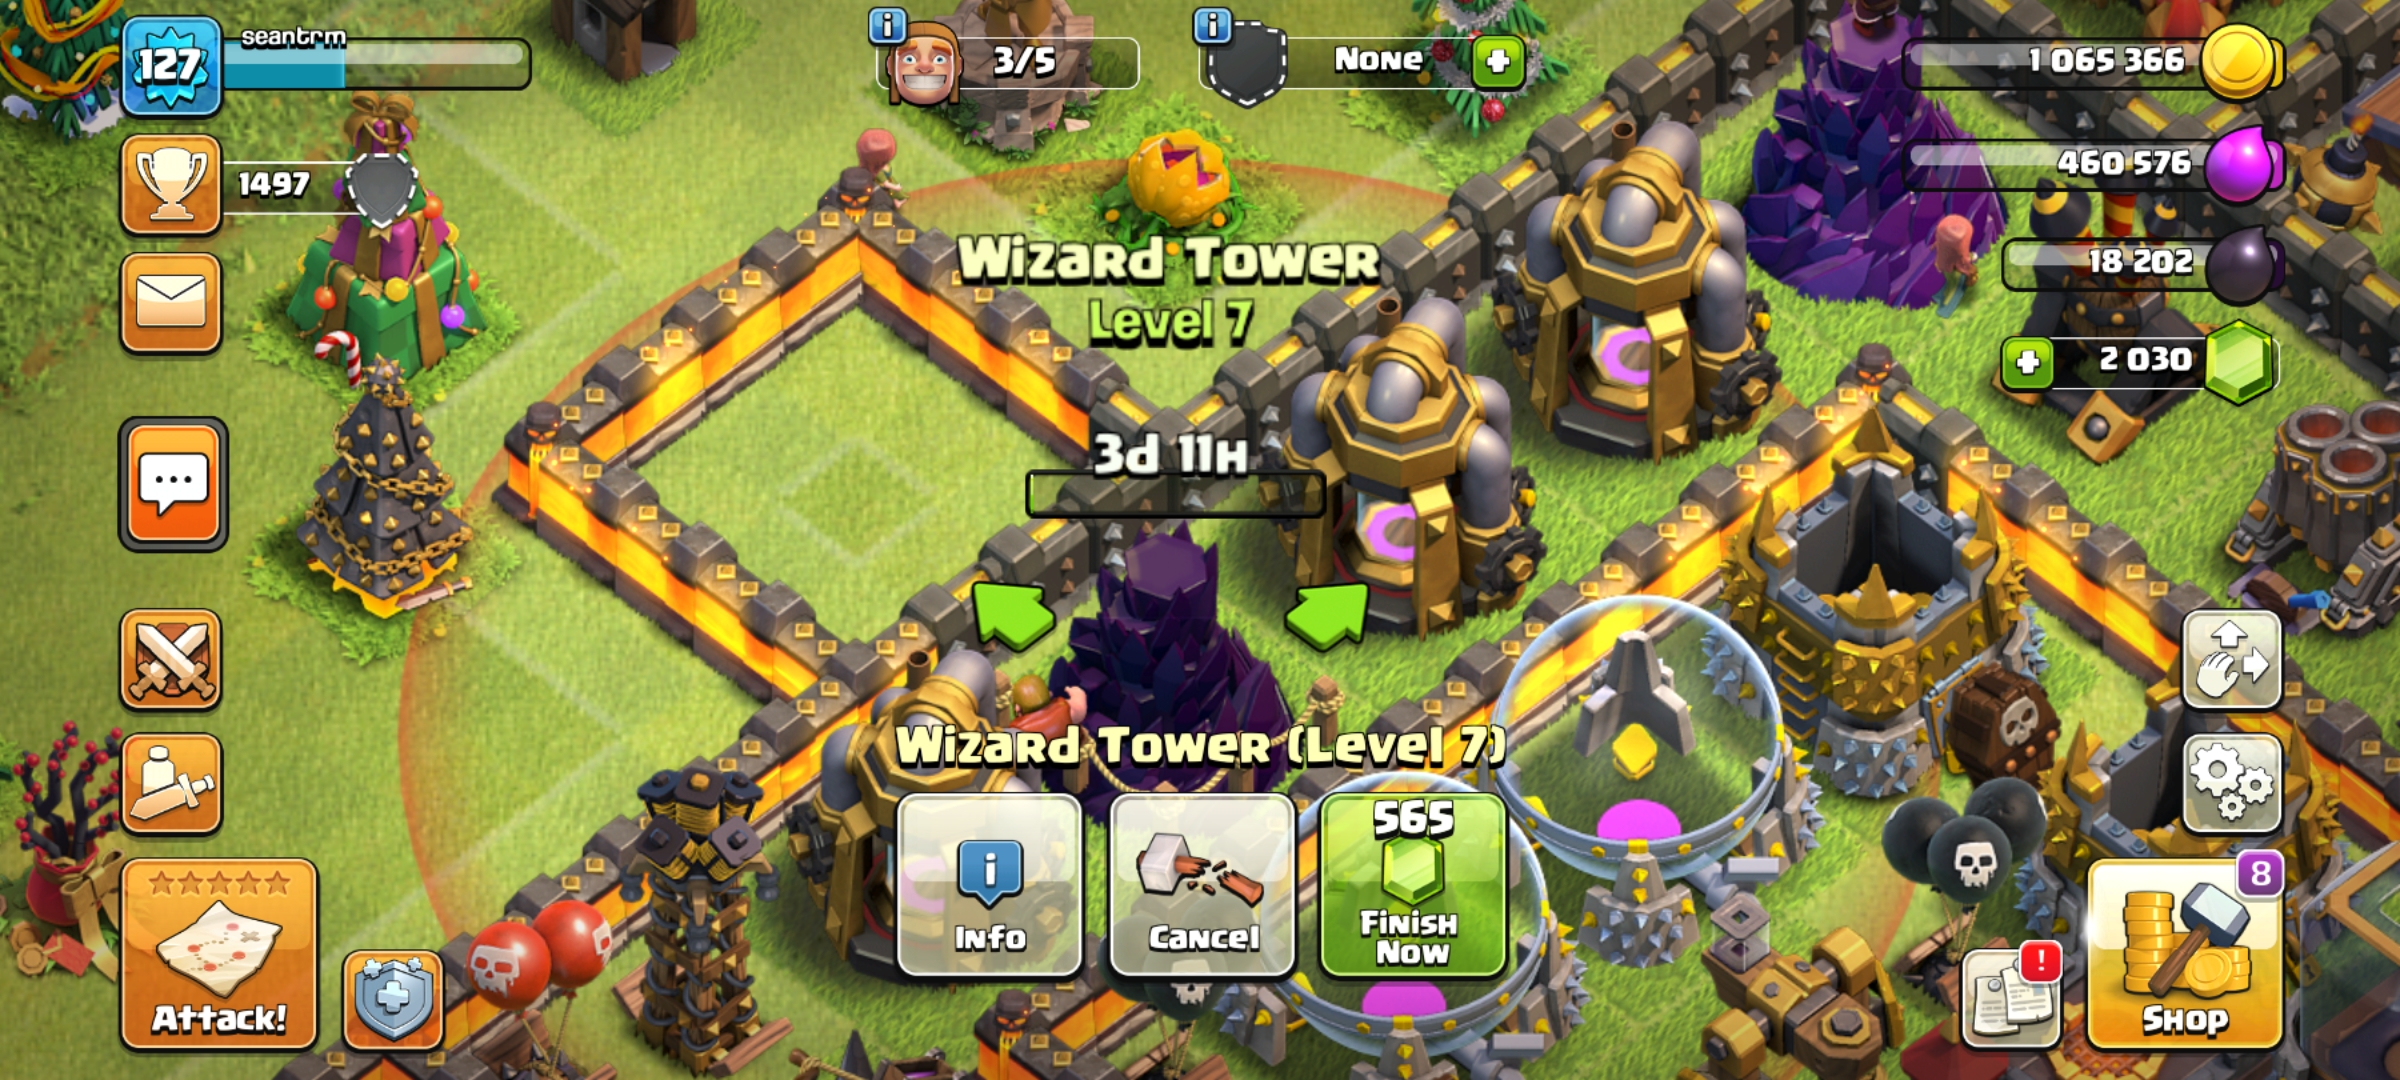 127
seantrm
3/5
None
1 065 366
1497
460 576
18 202
2 030
Wizard Tower
Level 7
3d 11H
Wizard Tower (Level 7)
Info
Cancel
565
Finish
Now
Attack!
8
!
Shop